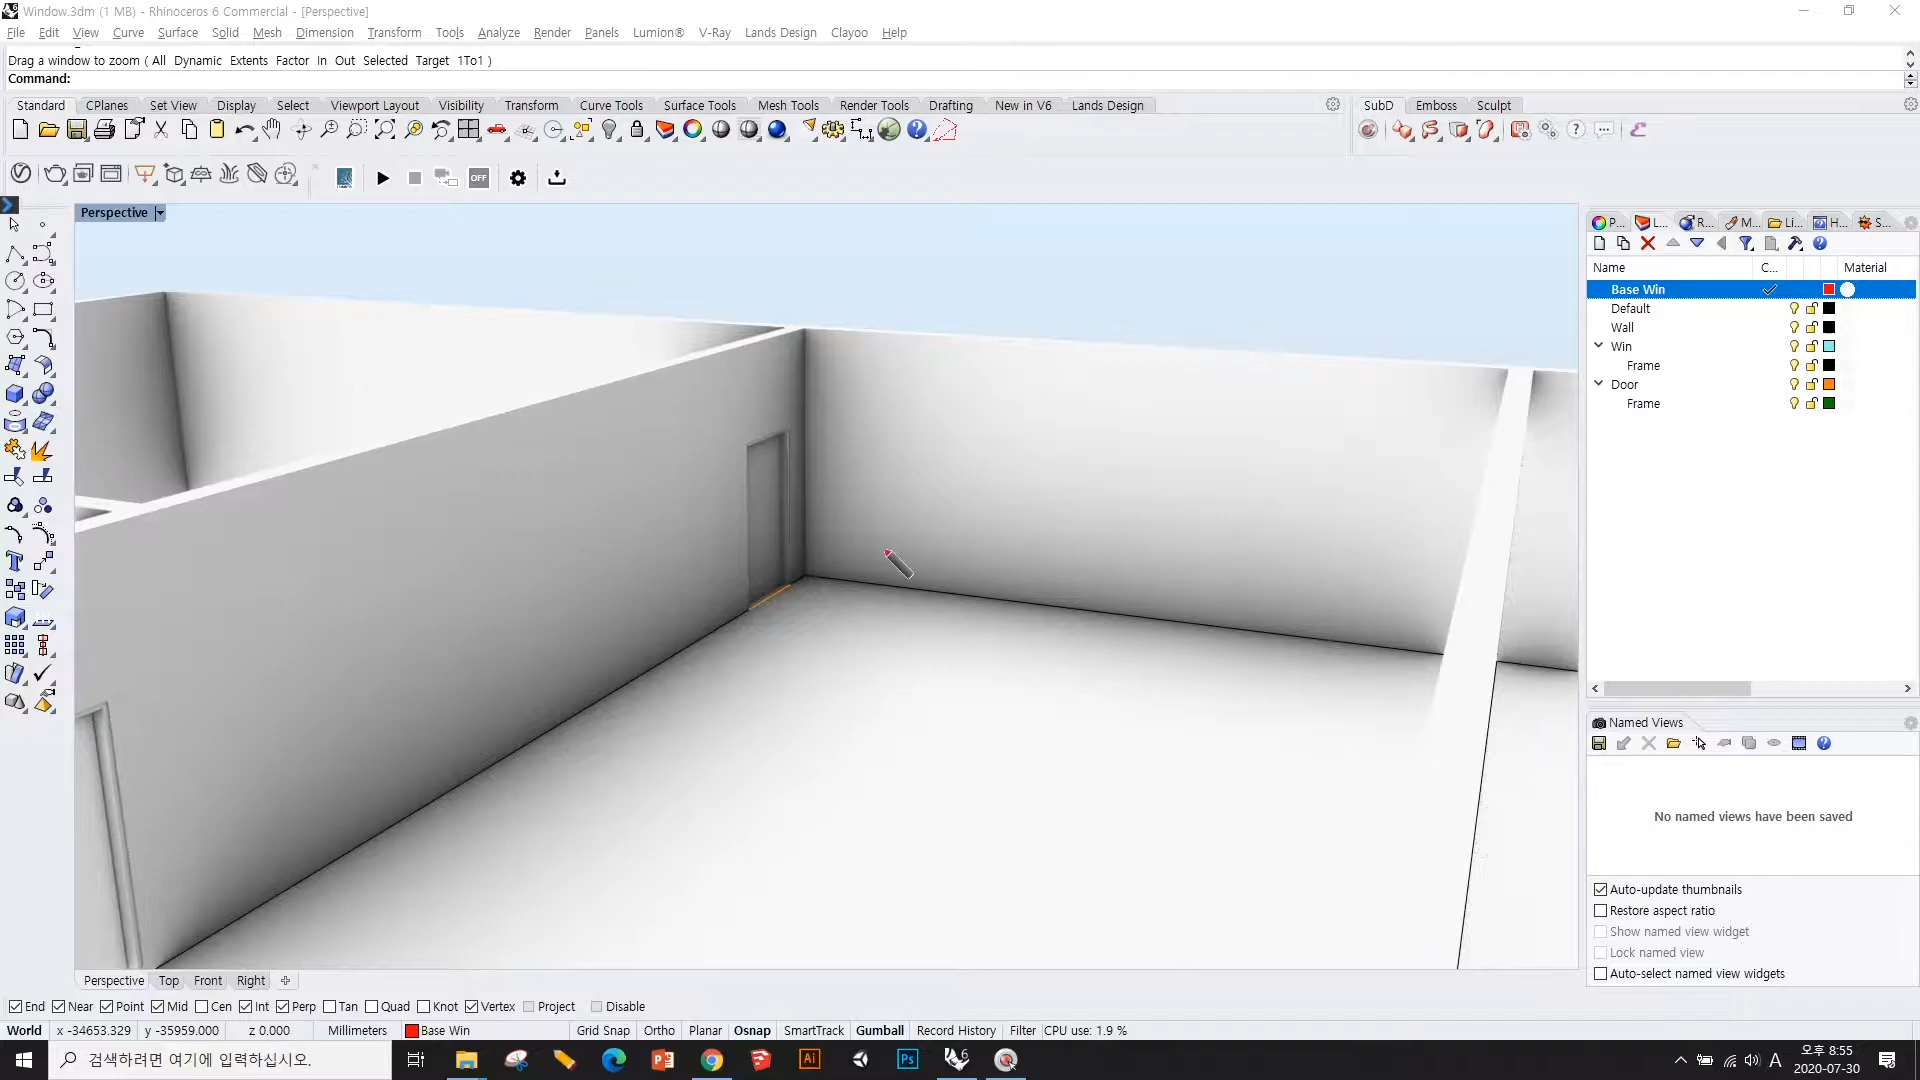 Window.3dm (1 MB) - Rhinoceros 6 Commercial - [Perspective]
File Edit View Curve Surface Solid Mesh Dimension Transform Tools Analyze Render Panels Lumion® V-Ray Lands Design Clayoo Help
Drag a window to zoom ( All Dynamic Extents Factor In Out Selected Target 1To1 )
Command:
Standard CPlanes Set View Display Select Viewport Layout Visibility Transform Curve Tools Surface Tools Mesh Tools Render Tools Drafting New in V6 Lands Design
SubD Emboss Sculpt
OFF
Perspective
P... L... R... M... Li... H... S...
Name C... Material
Base Win
Default
Wall
Win
Frame
Door
Frame
Named Views
No named views have been saved
Auto-update thumbnails
Restore aspect ratio
Show named view widget
Lock named view
Auto-select named view widgets
Perspective Top Front Right
End Near Point Mid Cen Int Perp Tan Quad Knot Vertex Project Disable
World x -34653.329 y -35959.000 z 0.000 Millimeters Base Win Grid Snap Ortho Planar Osnap SmartTrack Gumball Record History Filter CPU use: 1.9 %
검색하려면 여기에 입력하십시오.
Ai Ps
A 오후 8:55
2020-07-30